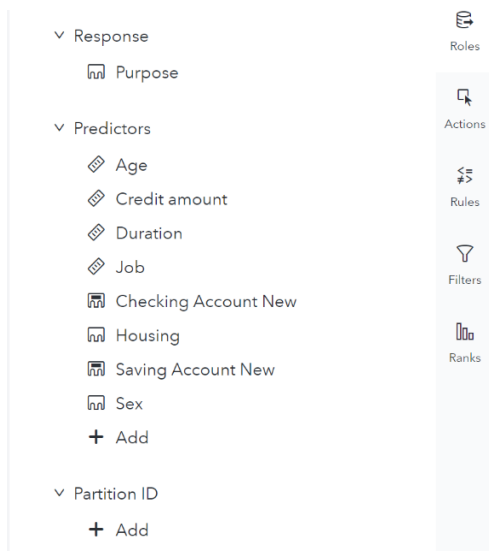 Response
Purpose
Predictors
Age
Credit amount
Duration
Job
Checking Account New
Housing
Saving Account New
Sex
+ Add
Partition ID
+ Add
Roles
Actions
Rules
Filters
Ranks